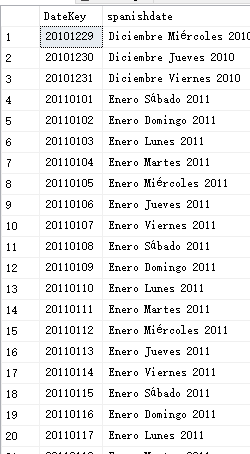 DateKey spanishdate
1 20101229 Diciembre Miércoles 2010
2 20101230 Diciembre Jueves 2010
3 20101231 Diciembre Viernes 2010
4 20110101 Enero Sábado 2011
5 20110102 Enero Domingo 2011
6 20110103 Enero Lunes 2011
7 20110104 Enero Martes 2011
8 20110105 Enero Miércoles 2011
9 20110106 Enero Jueves 2011
10 20110107 Enero Viernes 2011
11 20110108 Enero Sábado 2011
12 20110109 Enero Domingo 2011
13 20110110 Enero Lunes 2011
14 20110111 Enero Martes 2011
15 20110112 Enero Miércoles 2011
16 20110113 Enero Jueves 2011
17 20110114 Enero Viernes 2011
18 20110115 Enero Sábado 2011
19 20110116 Enero Domingo 2011
20 20110117 Enero Lunes 2011